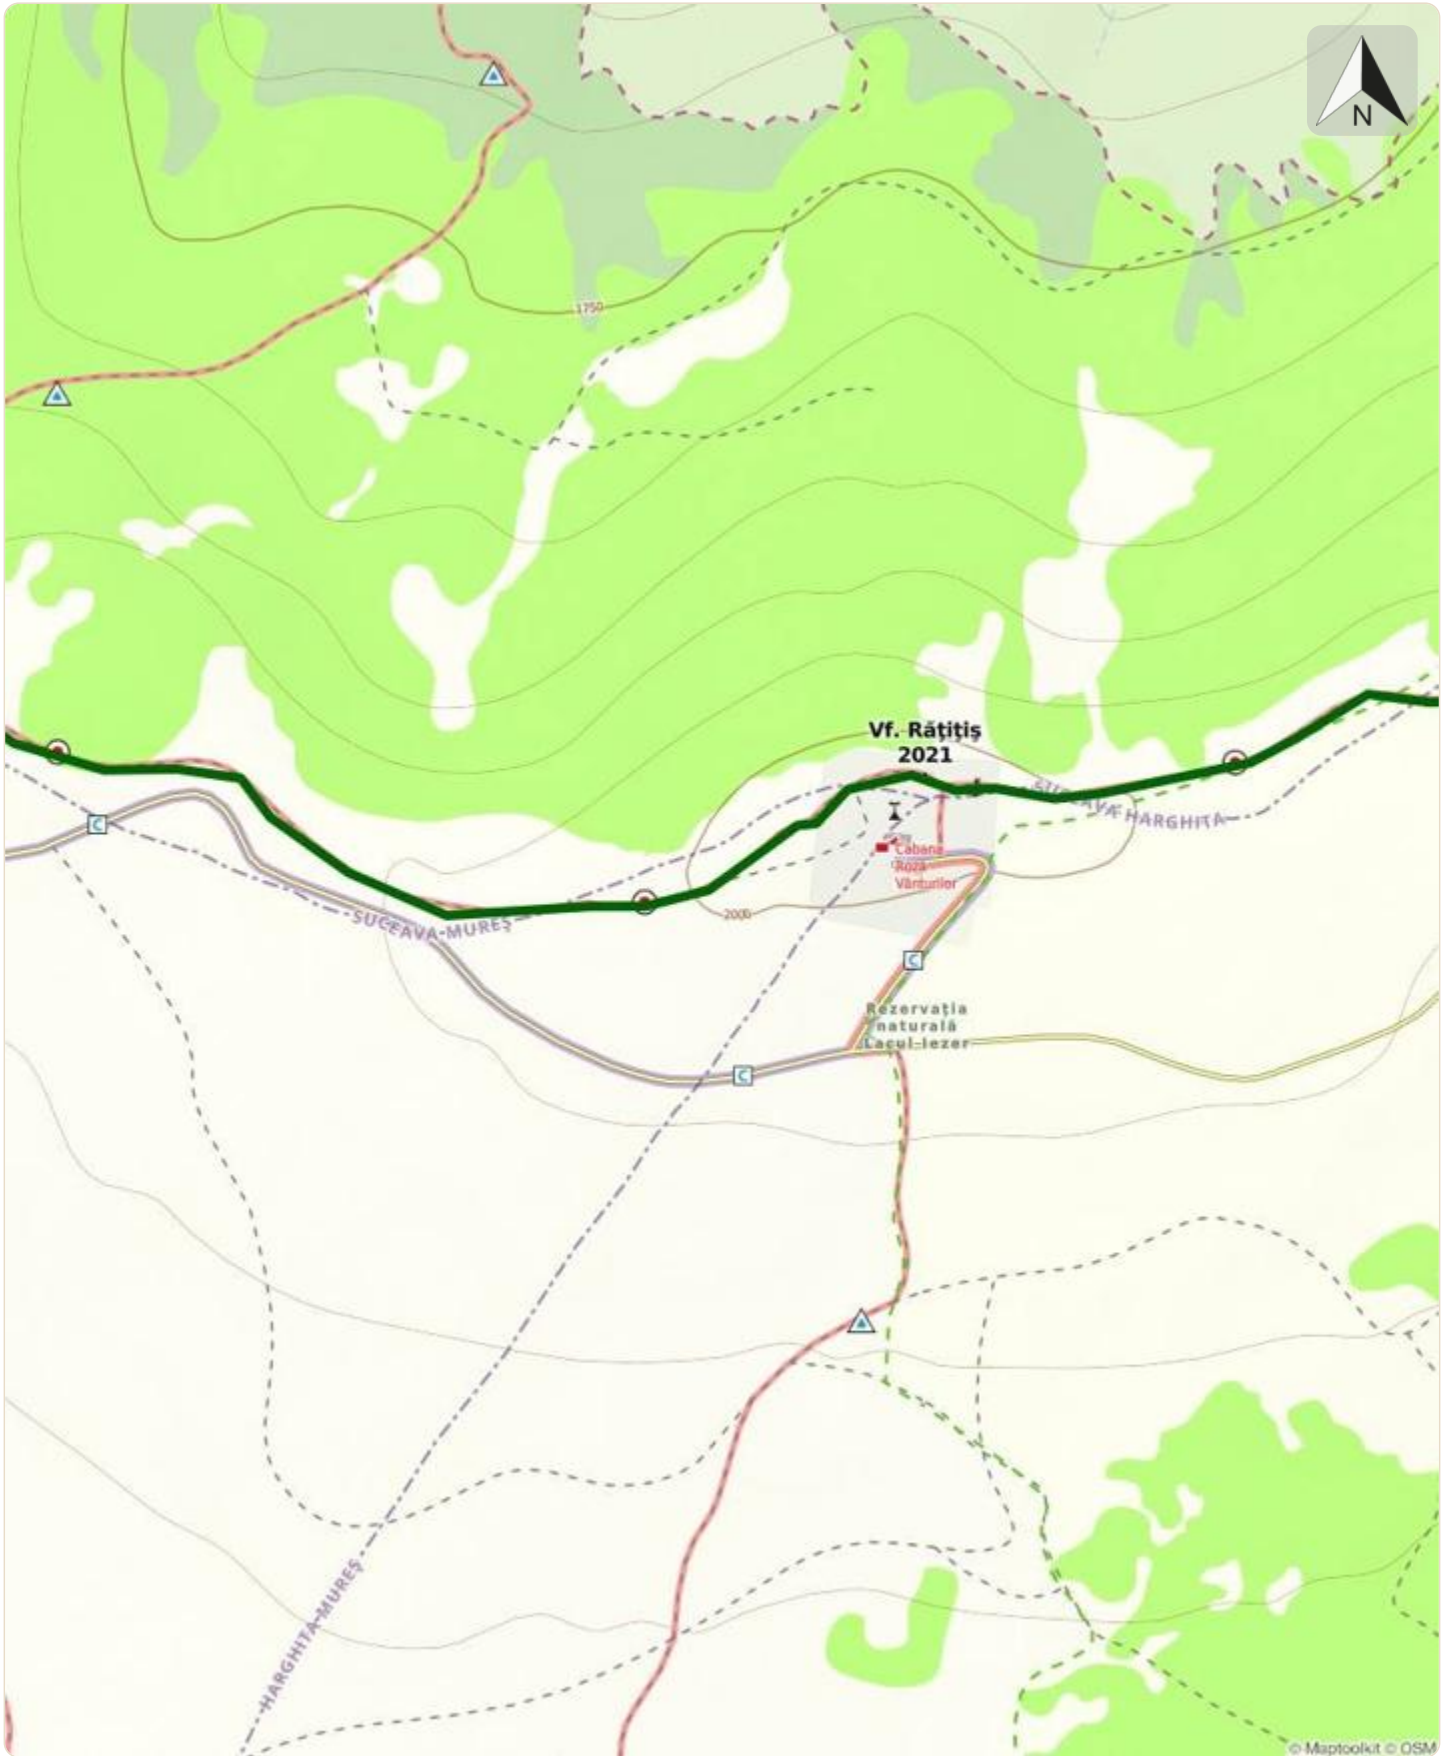 N
1750
Vf. Rățițiș
2021
SUCEAVA-HARGHITA
Cabana
Roza
Vânturilor
C
2000
SUCEAVA-MUREȘ
C
Rezervația
naturală
Lacul Iezer
C
HARGHITA-MUREȘ
© Maptoolkit © OSM